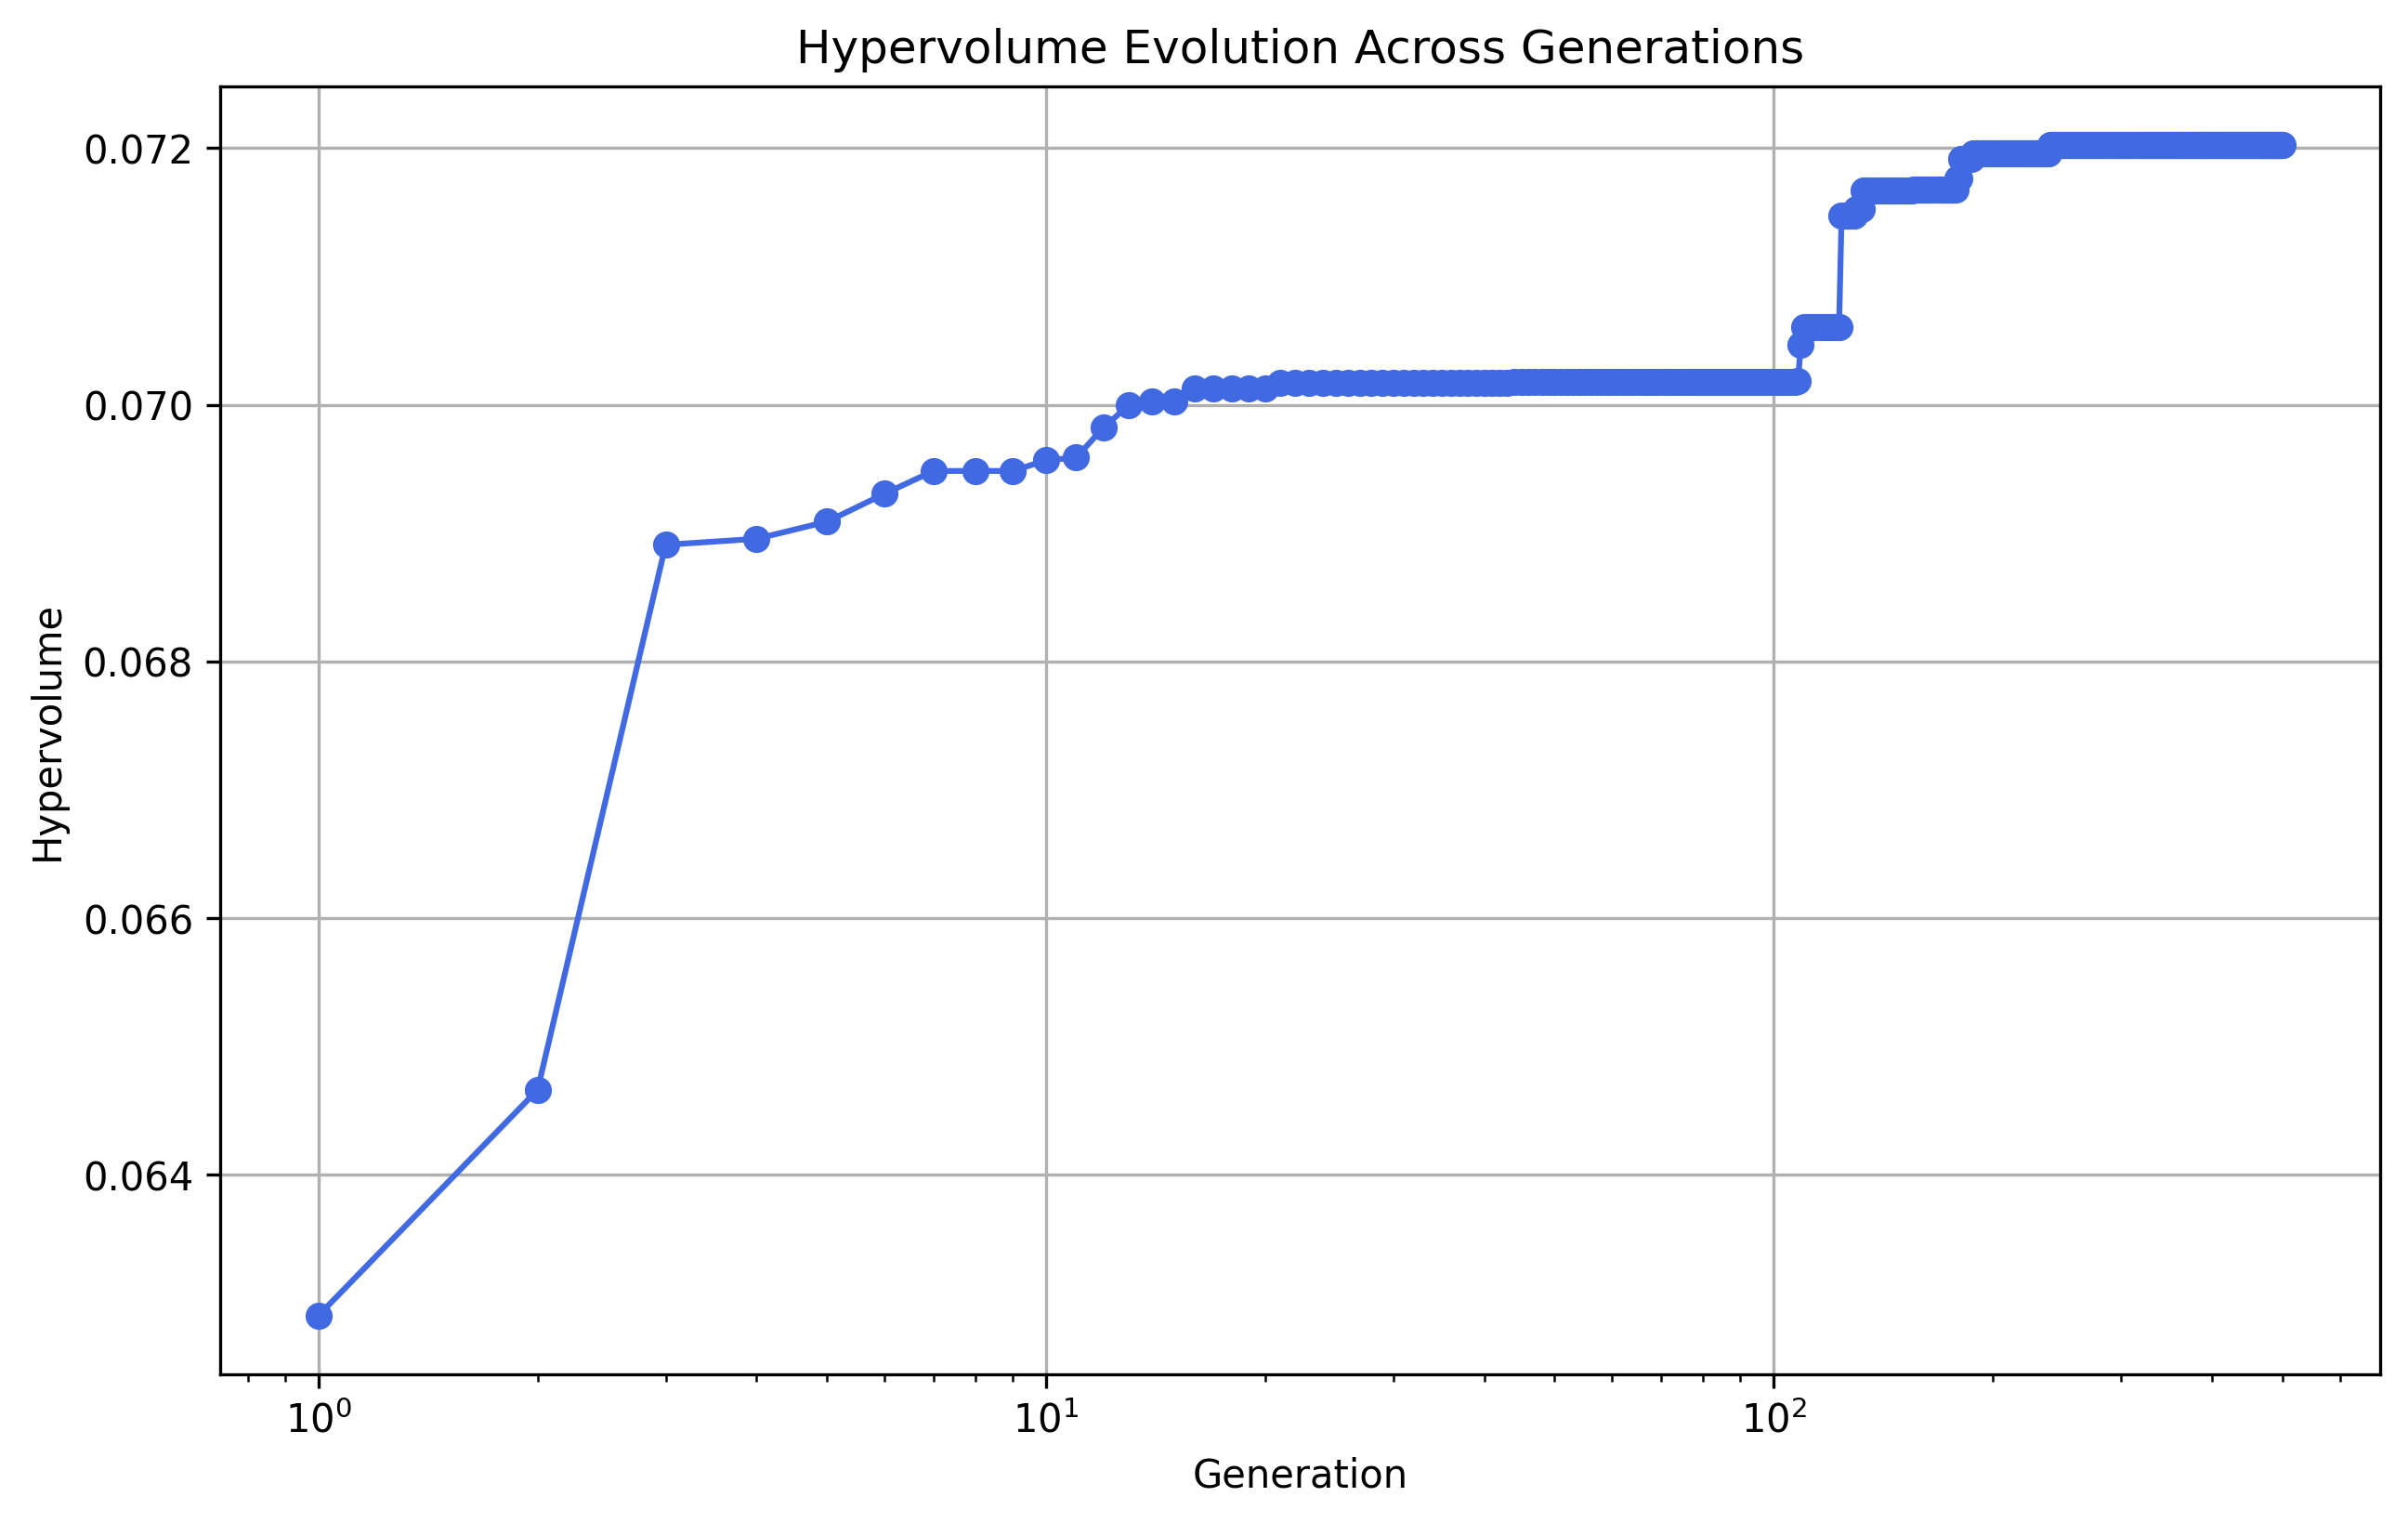 Hypervolume Evolution Across Generations
0.072
0.070
0.068
0.066
0.064
Hypervolume
10⁰ 10¹ 10²
Generation